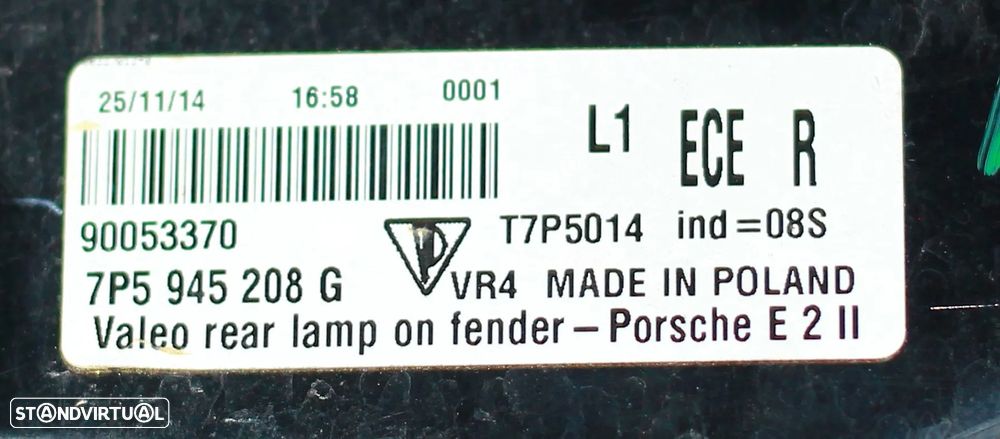 25/11/14 16:58 0001
L1 ECE R
90053370 T7P5014 ind=08S
7P5 945 208 G VR4 MADE IN POLAND
Valeo rear lamp on fender – Porsche E 2 II
STANDVIRTUAL